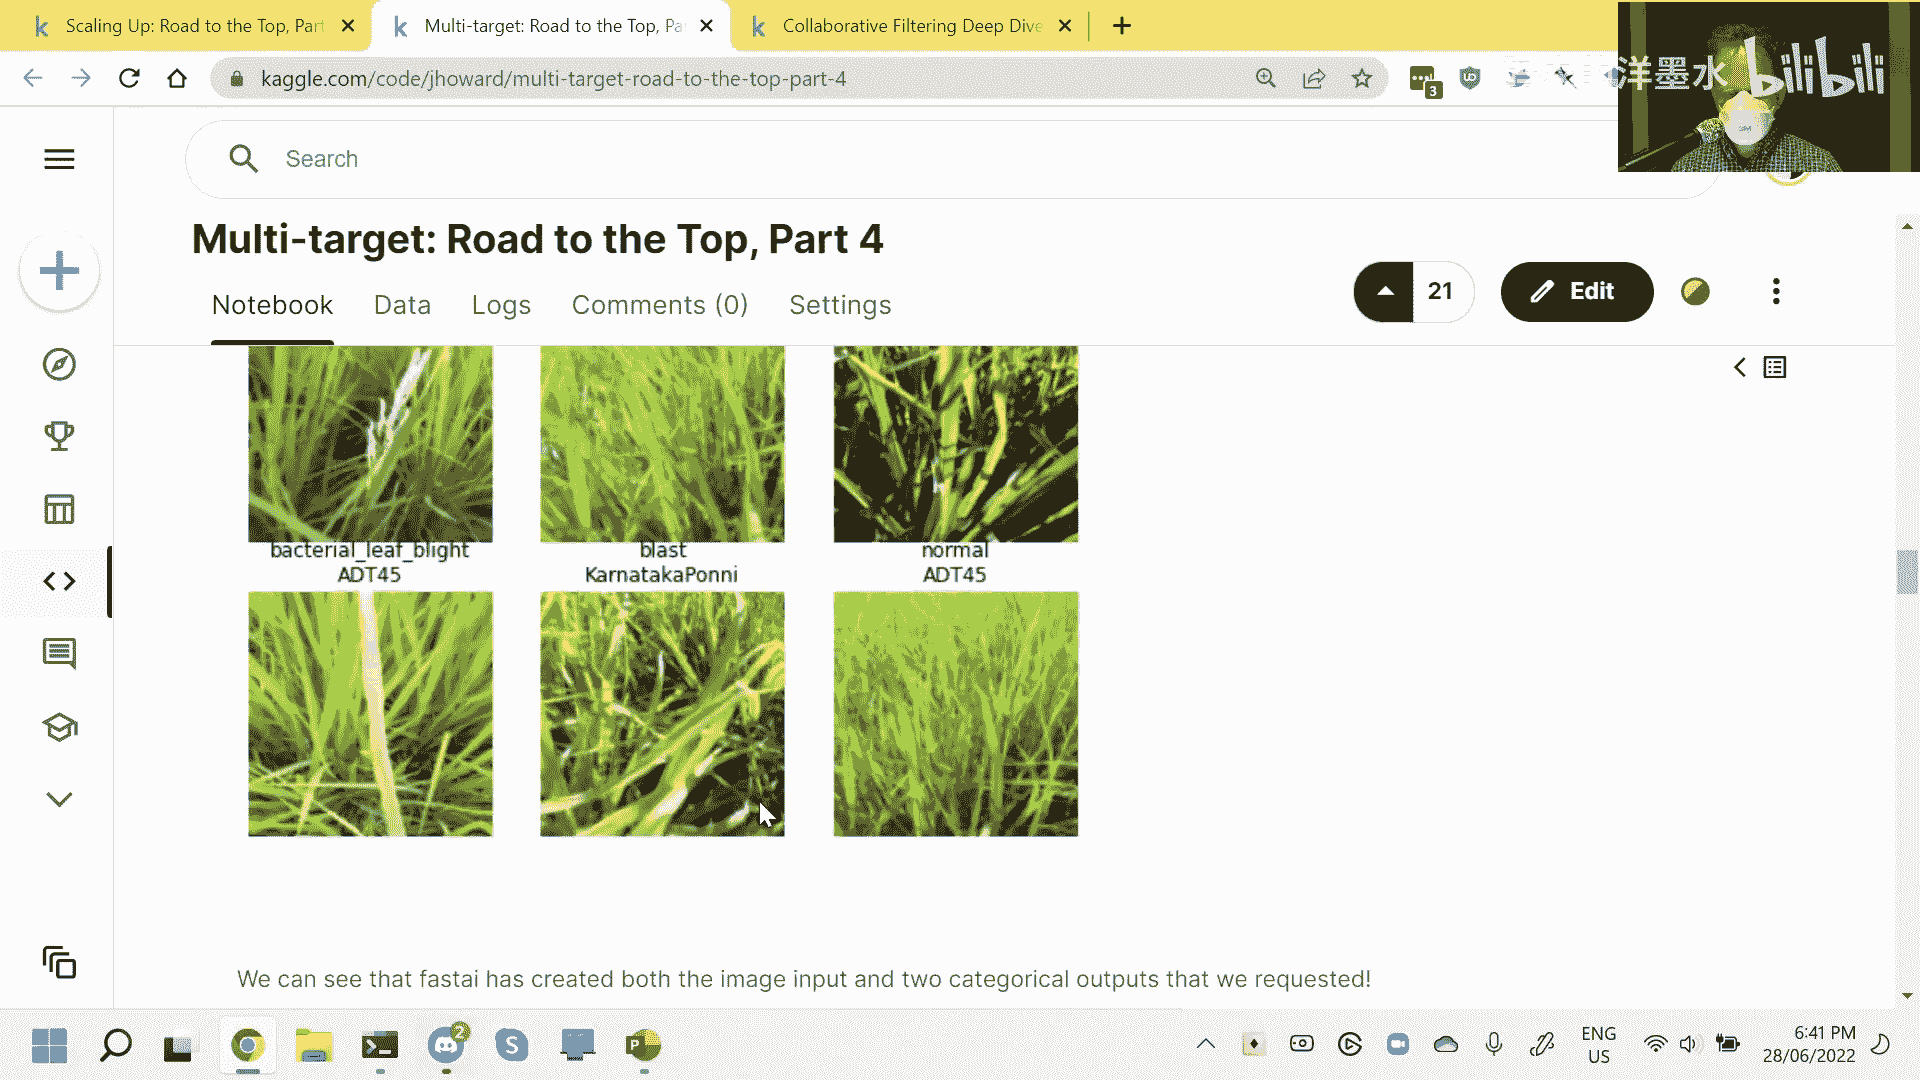 Scaling Up: Road to the Top, Part
Multi-target: Road to the Top, Pa
Collaborative Filtering Deep Dive
kaggle.com/code/jhoward/multi-target-road-to-the-top-part-4
3
洋墨水 bilibili
3M
Search
Multi-target: Road to the Top, Part 4
21
Edit
Notebook
Data
Logs
Comments (0)
Settings
bacterial_leaf_blight
ADT45
blast
KarnatakaPonni
normal
ADT45
We can see that fastai has created both the image input and two categorical outputs that we requested!
2
ENG
US
6:41 PM
28/06/2022